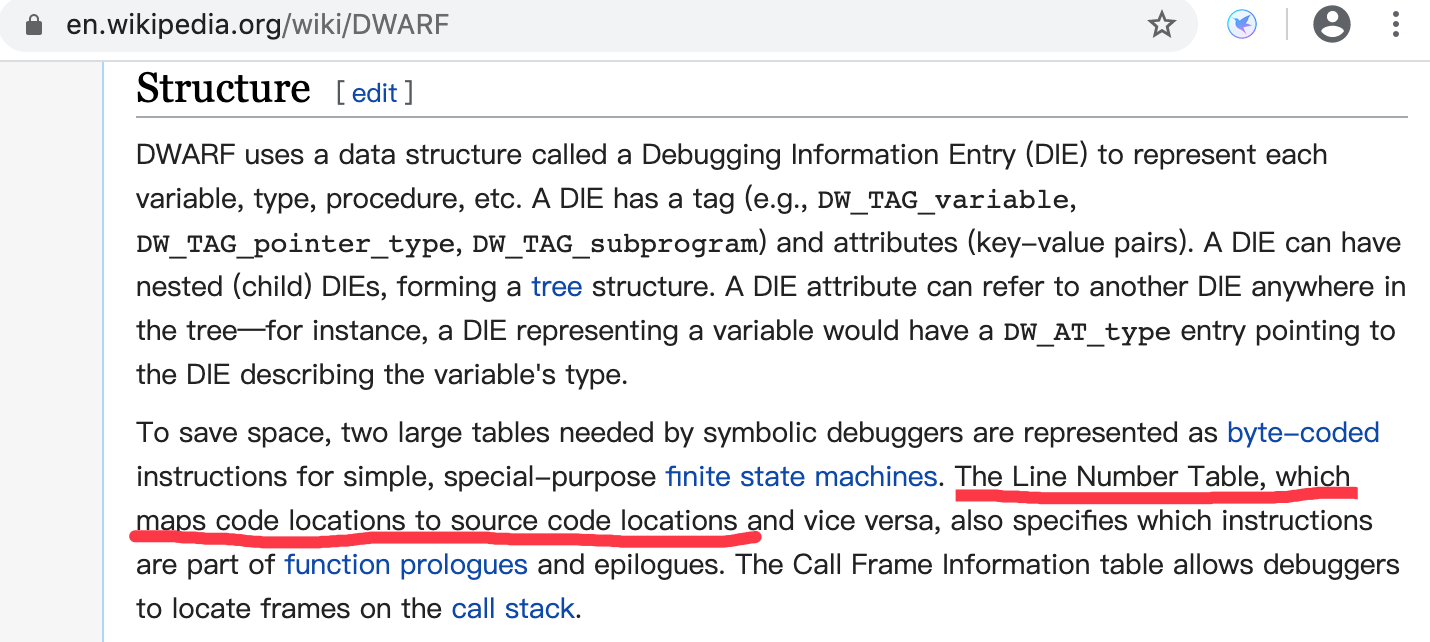 en.wikipedia.org/wiki/DWARF
Structure [ edit ]
DWARF uses a data structure called a Debugging Information Entry (DIE) to represent each
variable, type, procedure, etc. A DIE has a tag (e.g., DW_TAG_variable,
DW_TAG_pointer_type, DW_TAG_subprogram) and attributes (key–value pairs). A DIE can have
nested (child) DIEs, forming a tree structure. A DIE attribute can refer to another DIE anywhere in
the tree—for instance, a DIE representing a variable would have a DW_AT_type entry pointing to
the DIE describing the variable's type.
To save space, two large tables needed by symbolic debuggers are represented as byte–coded
instructions for simple, special–purpose finite state machines. The Line Number Table, which
maps code locations to source code locations and vice versa, also specifies which instructions
are part of function prologues and epilogues. The Call Frame Information table allows debuggers
to locate frames on the call stack.